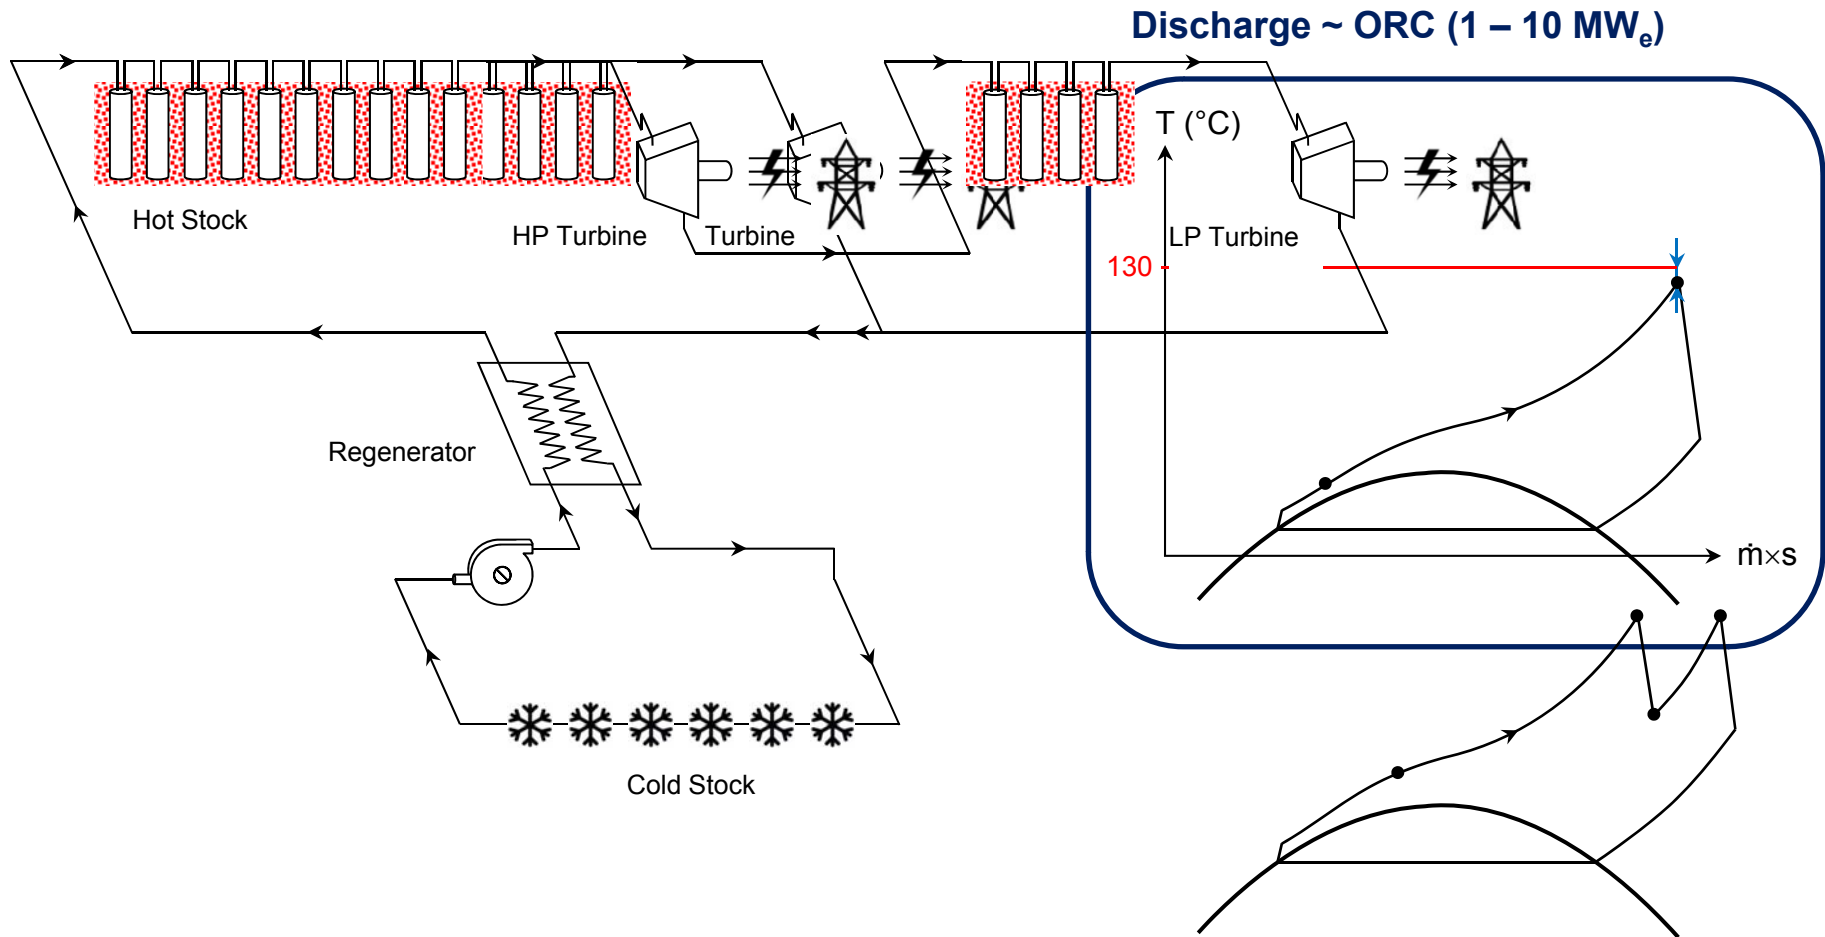 Discharge ~ ORC (1 – 10 MWe)
T (°C)
Hot Stock
HP Turbine
Turbine
LP Turbine
130
Regenerator
ṁ×s
Cold Stock